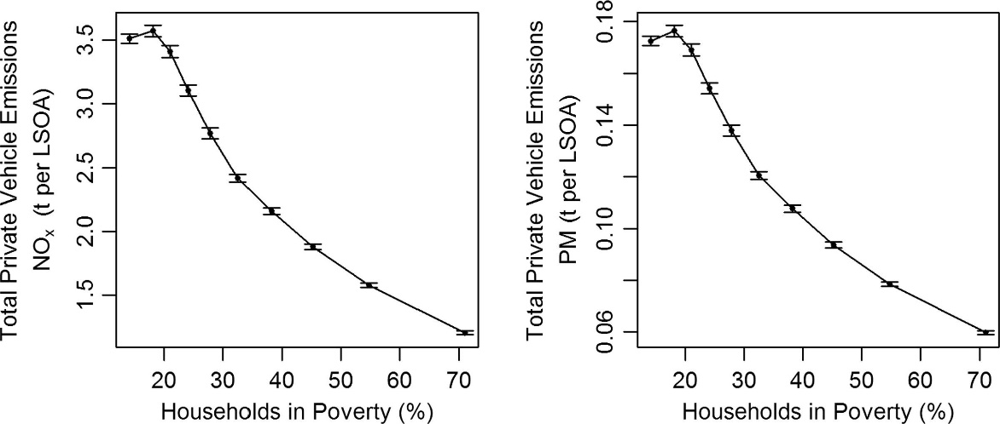 Total Private Vehicle Emissions
NOx (t per LSOA)
3.5
3.0
2.5
2.0
1.5
20 30 40 50 60 70
Households in Poverty (%)
Total Private Vehicle Emissions
PM (t per LSOA)
0.18
0.14
0.10
0.06
20 30 40 50 60 70
Households in Poverty (%)